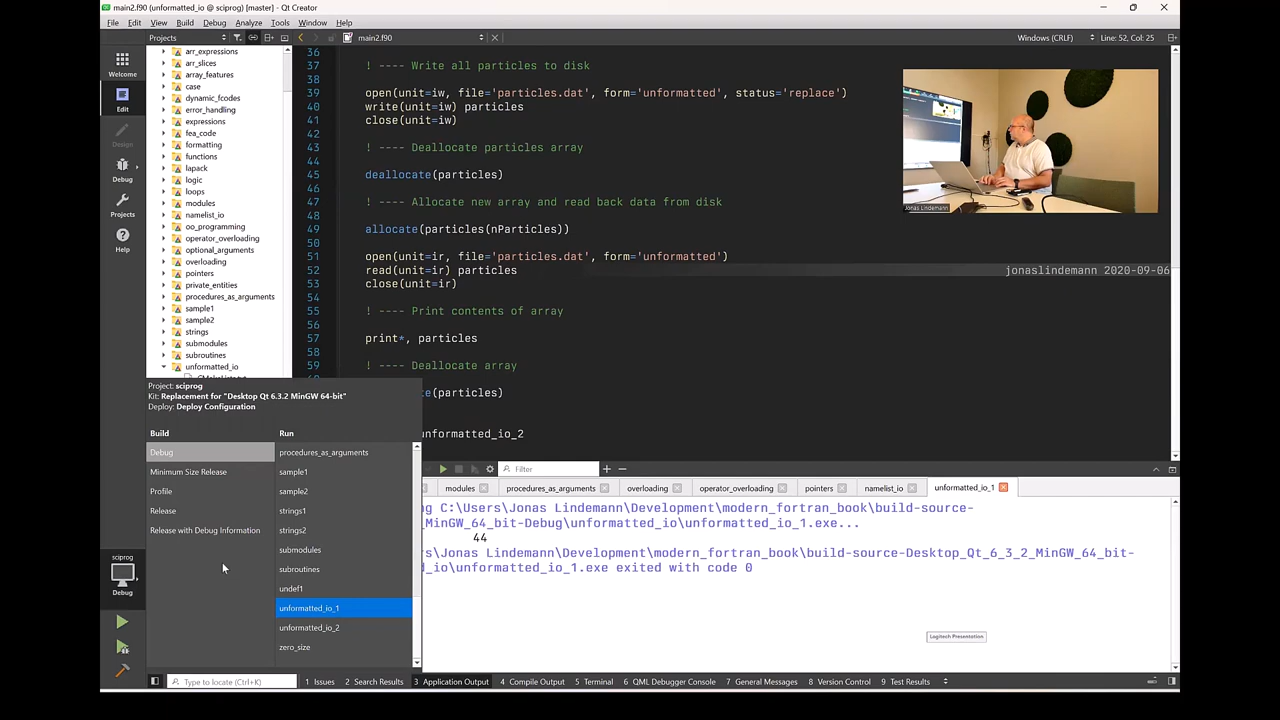 main2.f90 (unformatted_io @ sciprog) [master] - Qt Creator
File Edit View Build Debug Analyze Tools Window Help
Projects
main2.f90
Windows (CRLF)
Line: 52, Col: 25
Welcome
Edit
Design
Debug
Projects
Help
arr_expressions
arr_slices
array_features
case
dynamic_fcodes
error_handling
expressions
fea_code
formatting
functions
lapack
logic
loops
modules
namelist_io
oo_programming
operator_overloading
optional_arguments
overloading
pointers
private_entities
procedures_as_arguments
sample1
sample2
strings
submodules
subroutines
unformatted_io
36
37 ! ---- Write all particles to disk
38
39 open(unit=iw, file='particles.dat', form='unformatted', status='replace')
40 write(unit=iw) particles
41 close(unit=iw)
42
43 ! ---- Deallocate particles array
44
45 deallocate(particles)
46
47 ! ---- Allocate new array and read back data from disk
48
49 allocate(particles(nParticles))
50
51 open(unit=ir, file='particles.dat', form='unformatted')
52 read(unit=ir) particles jonaslindemann 2020-09-06
53 close(unit=ir)
54
55 ! ---- Print contents of array
56
57 print*, particles
58
59 ! ---- Deallocate array
te(particles)
unformatted_io_2
Jonas Lindemann
Project: sciprog
Kit: Replacement for "Desktop Qt 6.3.2 MinGW 64-bit"
Deploy: Deploy Configuration
Build
Debug
Minimum Size Release
Profile
Release
Release with Debug Information
Run
procedures_as_arguments
sample1
sample2
strings1
strings2
submodules
subroutines
undef1
unformatted_io_1
unformatted_io_2
zero_size
sciprog
Debug
Filter
modules procedures_as_arguments overloading operator_overloading pointers namelist_io unformatted_io_1
g C:\Users\Jonas Lindemann\Development\modern_fortran_book\build-source-
_MinGW_64_bit-Debug\unformatted_io\unformatted_io_1.exe...
44
rs\Jonas Lindemann\Development\modern_fortran_book\build-source-Desktop_Qt_6_3_2_MinGW_64_bit-
d_io\unformatted_io_1.exe exited with code 0
Logitech Presentation
Type to locate (Ctrl+K)
1 Issues 2 Search Results 3 Application Output 4 Compile Output 5 Terminal 6 QML Debugger Console 7 General Messages 8 Version Control 9 Test Results